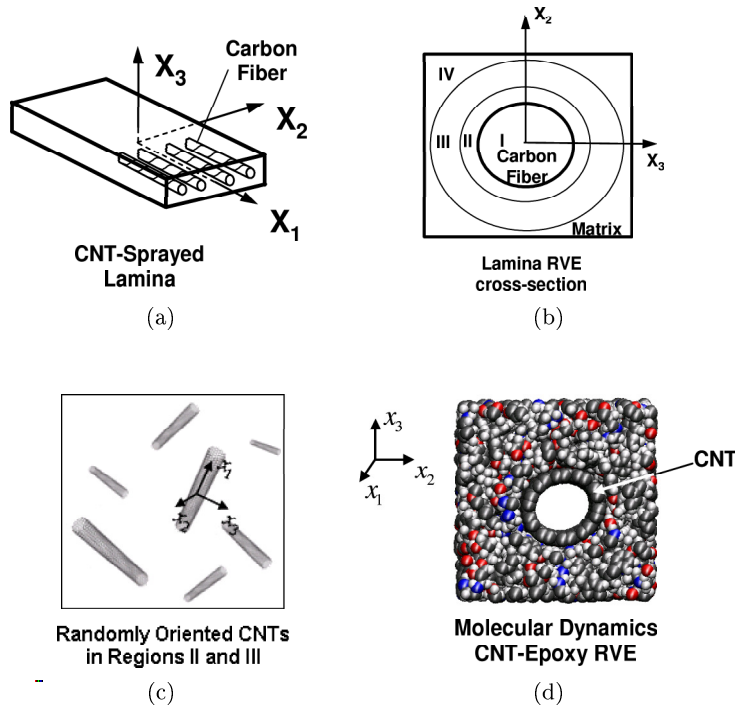 Carbon
Fiber
X₃
X₂
X₁
CNT-Sprayed
Lamina
(a)
X₂
IV
III
II
I
Carbon
Fiber
X₃
Matrix
Lamina RVE
cross-section
(b)
x₁
x₂
x₃
Randomly Oriented CNTs
in Regions II and III
(c)
x₃
x₂
x₁
CNT
Molecular Dynamics
CNT-Epoxy RVE
(d)